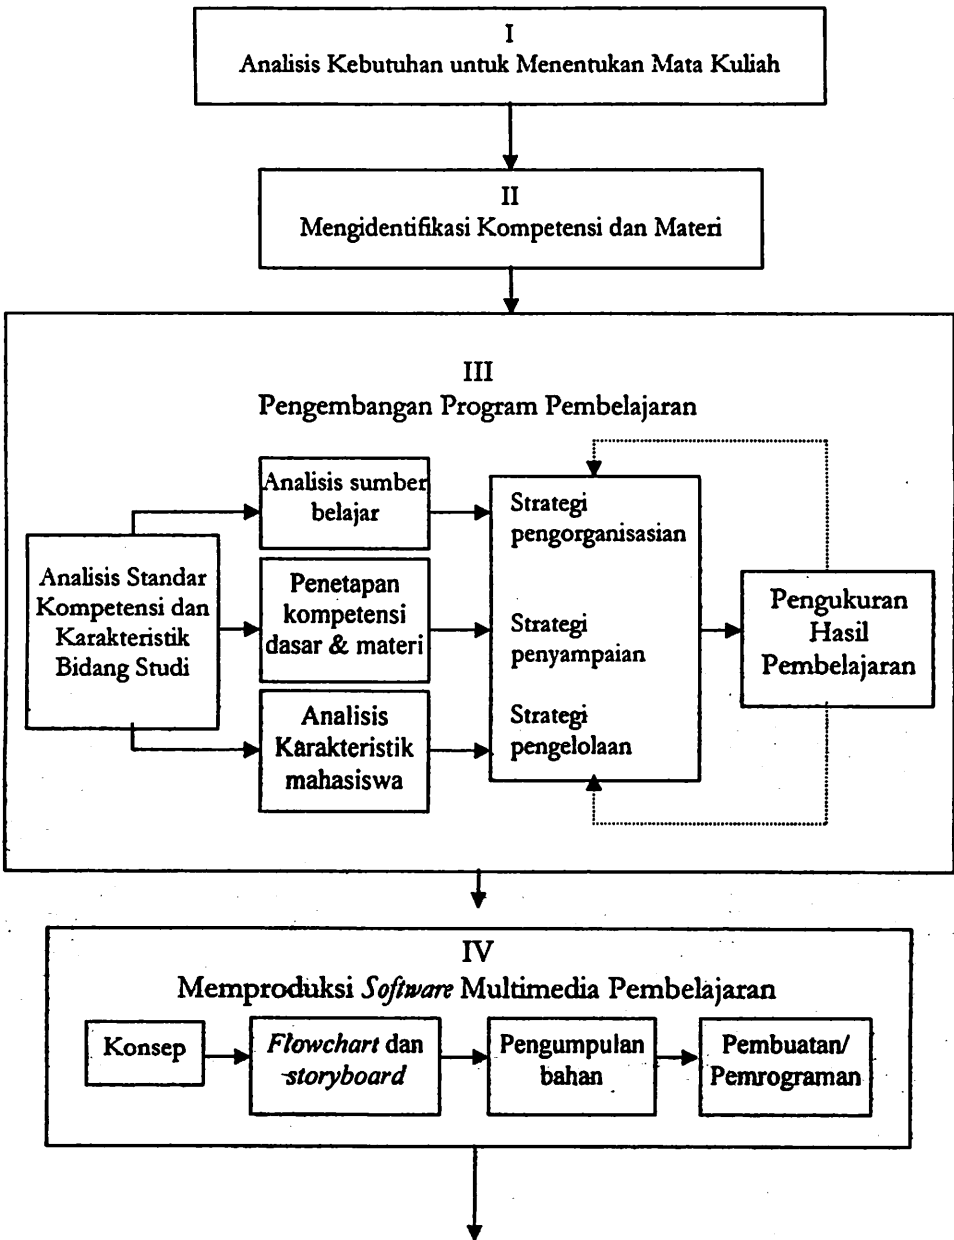 I
Analisis Kebutuhan untuk Menentukan Mata Kuliah
II
Mengidentifikasi Kompetensi dan Materi
III
Pengembangan Program Pembelajaran
Analisis Standar
Kompetensi dan
Karakteristik
Bidang Studi
Analisis sumber
belajar
Penetapan
kompetensi
dasar & materi
Analisis
Karakteristik
mahasiswa
Strategi
pengorganisasian
Strategi
penyampaian
Strategi
pengelolaan
Pengukuran
Hasil
Pembelajaran
IV
Memproduksi Software Multimedia Pembelajaran
Konsep
Flowchart dan
storyboard
Pengumpulan
bahan
Pembuatan/
Pemrograman